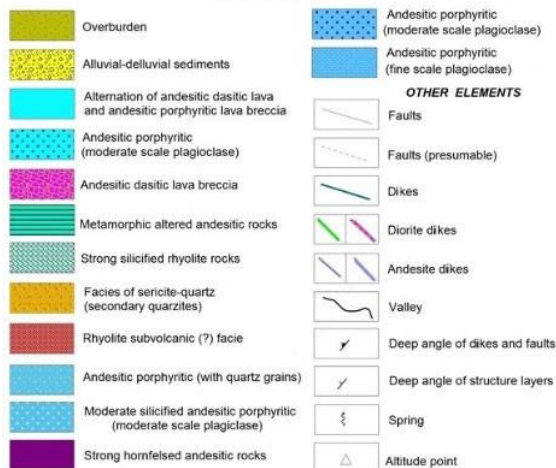 Overburden
Alluvial-delluvial sediments
Alternation of andesitic dasitic lava
and andesitic porphyritic lava breccia
Andesitic porphyritic
(moderate scale plagioclase)
Andesitic dasitic lava breccia
Metamorphic altered andesitic rocks
Strong silicified rhyolite rocks
Facies of sericite-quartz
(secondary quarzites)
Rhyolite subvolcanic (?) facie
Andesitic porphyritic (with quartz grains)
Moderate silicified andesitic porphyritic
(moderate scale plagiclase)
Strong hornfelsed andesitic rocks
Andesitic porphyritic
(moderate scale plagioclase)
Andesitic porphyritic
(fine scale plagioclase)
OTHER ELEMENTS
Faults
Faults (presumable)
Dikes
Diorite dikes
Andesite dikes
Valley
Deep angle of dikes and faults
Deep angle of structure layers
Spring
Altitude point